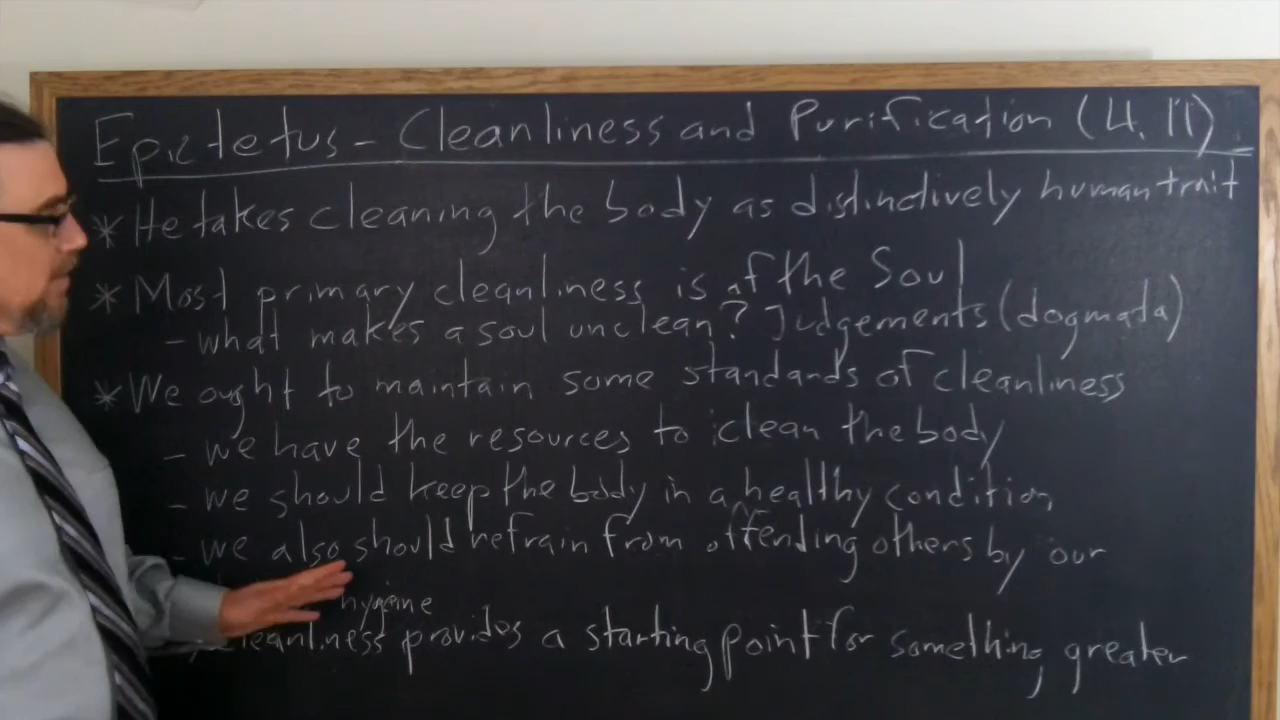 Epictetus - Cleanliness and Purification (4.11)
* He takes cleaning the body as distinctively human trait
* Most primary cleanliness is of the Soul
- what makes a soul unclean? Judgements (dogmata)
* We ought to maintain some standards of cleanliness
- we have the resources to clean the body
- we should keep the body in a healthy condition
- we also should refrain from offending others by our
hygiene
cleanliness provides a starting point for something greater